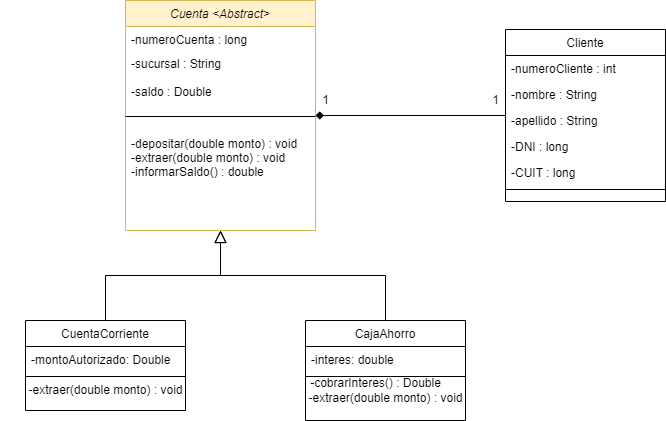 Cuenta <Abstract>
-numeroCuenta : long
-sucursal : String
-saldo : Double
-depositar(double monto) : void
-extraer(double monto) : void
-informarSaldo() : double
1
1
Cliente
-numeroCliente : int
-nombre : String
-apellido : String
-DNI : long
-CUIT : long
CuentaCorriente
-montoAutorizado: Double
-extraer(double monto) : void
CajaAhorro
-interes: double
-cobrarInteres() : Double
-extraer(double monto) : void